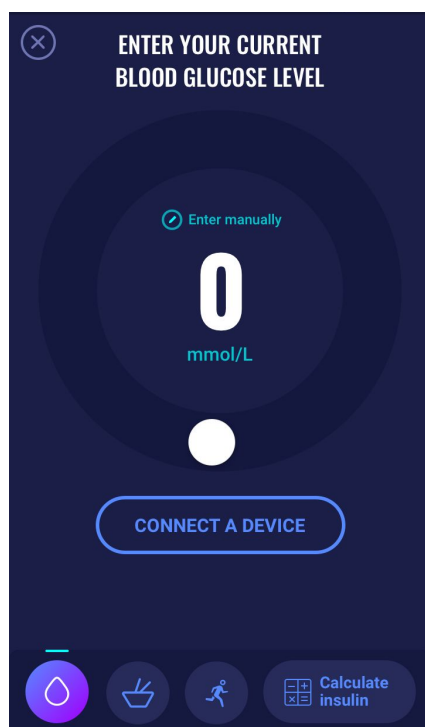 ENTER YOUR CURRENT
BLOOD GLUCOSE LEVEL
Enter manually
0
mmol/L
CONNECT A DEVICE
Calculate
insulin